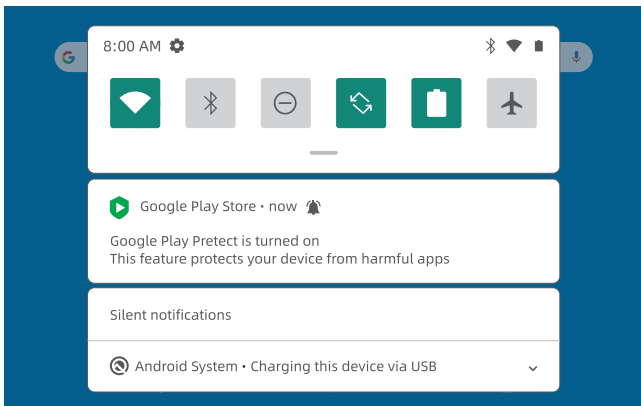 8:00 AM
Google Play Store • now
Google Play Pretect is turned on
This feature protects your device from harmful apps
Silent notifications
Android System • Charging this device via USB